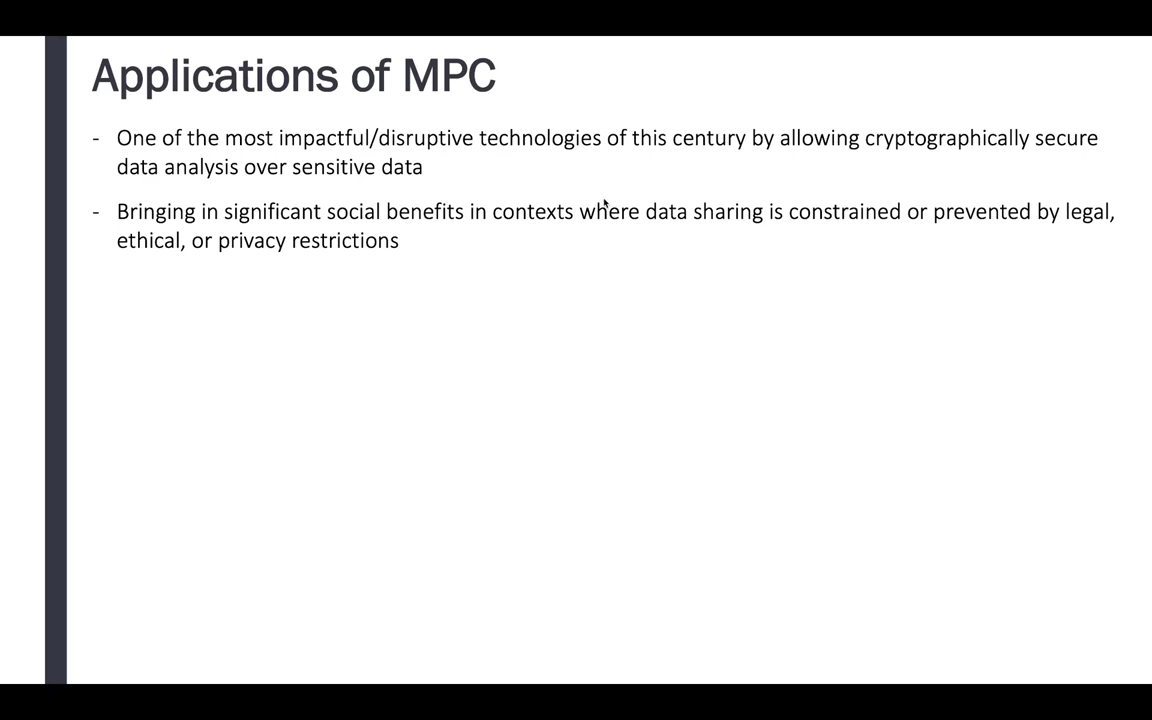 Applications of MPC
- One of the most impactful/disruptive technologies of this century by allowing cryptographically secure
data analysis over sensitive data
- Bringing in significant social benefits in contexts where data sharing is constrained or prevented by legal,
ethical, or privacy restrictions